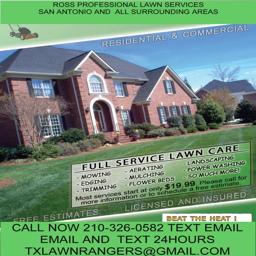 ROSS PROFESSIONAL LAWN SERVICES
SAN ANTONIO AND ALL SURROUNDING AREAS
RESIDENTIAL & COMMERCIAL
FULL SERVICE LAWN CARE
- MOWING
- EDGING
- TRIMMING
- AERATING
- MULCHING
- FLOWER BEDS
- LANDSCAPING
- POWER WASHING
SO MUCH MORE!
Most services start at only $19.99 Please call for
more information or to schedule a free estimate
FREE ESTIMATES LICENSED AND INSURED
BEAT THE HEAT !
CALL NOW 210-326-0582 TEXT EMAIL
EMAIL AND TEXT 24HOURS
TXLAWNRANGERS@GMAIL.COM